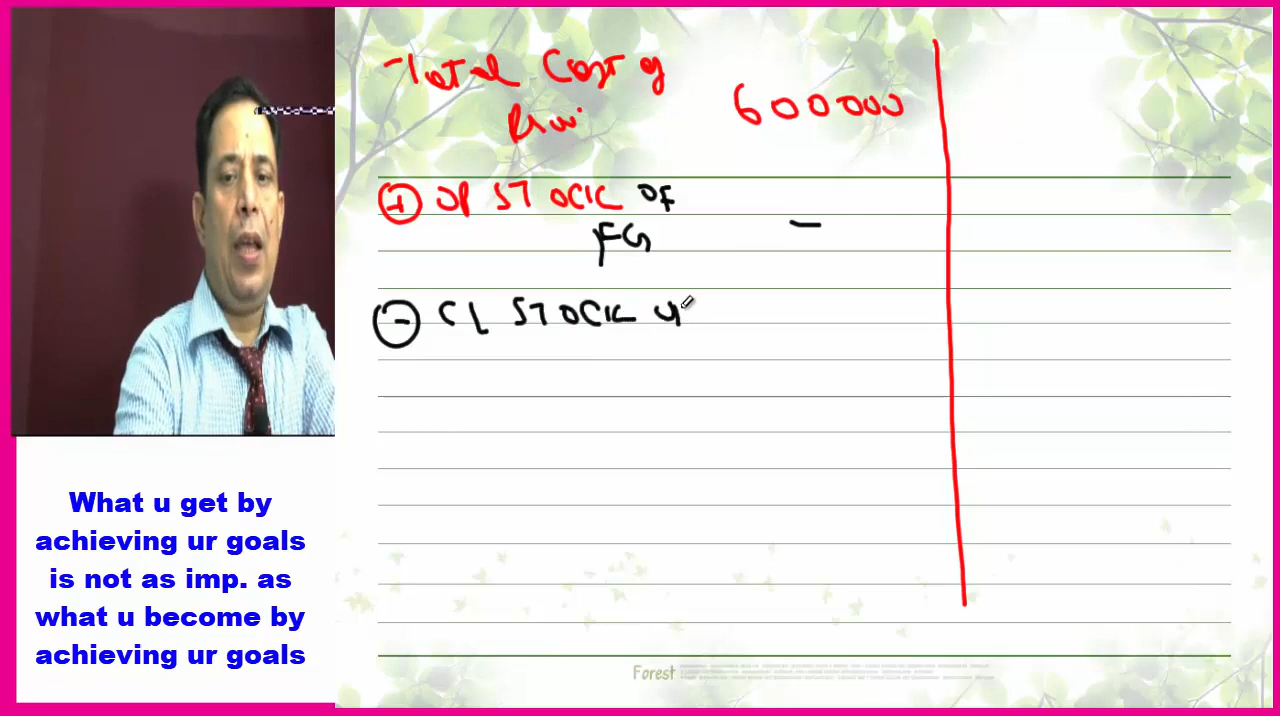 Total Cost of
600000
+ OP STOCK OF
FG
–
- CL STOCK
What u get by
achieving ur goals
is not as imp. as
what u become by
achieving ur goals
Forest